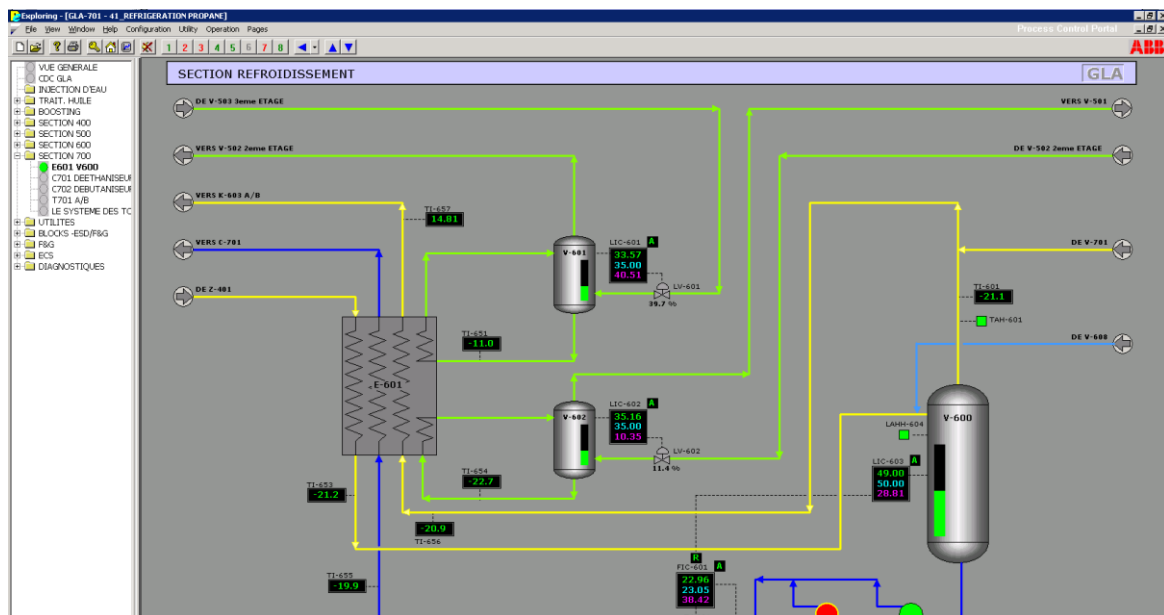 Exploring - [GLA-701 - 41_REFRIGERATION PROPANE]
File View Window Help Configuration Utility Operation Pages
Process Control Portal
1 2 3 4 5 6 7 8
ABB
VUE GENERALE
CDC GLA
INJECTION D'EAU
TRAIT. HUILE
BOOSTING
SECTION 400
SECTION 500
SECTION 600
SECTION 700
E601 V600
C701 DEETHANISEU
C702 DEBUTANISEU
T701 A/B
LE SYSTEME DES TO
UTILITES
BLOCKS -ESD/F&G
F&G
ECS
DIAGNOSTIQUES
SECTION REFROIDISSEMENT
GLA
DE V-503 3eme ETAGE
VERS V-501
VERS V-502 2eme ETAGE
DE V-502 2eme ETAGE
VERS K-603 A/B
TI-657
14.81
VERS C-701
DE V-701
DE Z-401
V-601
LIC-601 A
33.57
35.00
40.51
LV-601
39.7 %
TI-601
-21.1
TAH-601
TI-651
-11.0
DE V-608
E-601
V-602
LIC-602 A
35.16
35.00
10.35
LV-602
11.4 %
V-600
LAHH-604
LIC-603 A
49.00
50.00
28.81
TI-653
-21.2
TI-654
-22.7
-20.9
TI-656
TI-655
-19.9
R
FIC-601 A
22.96
23.05
38.42